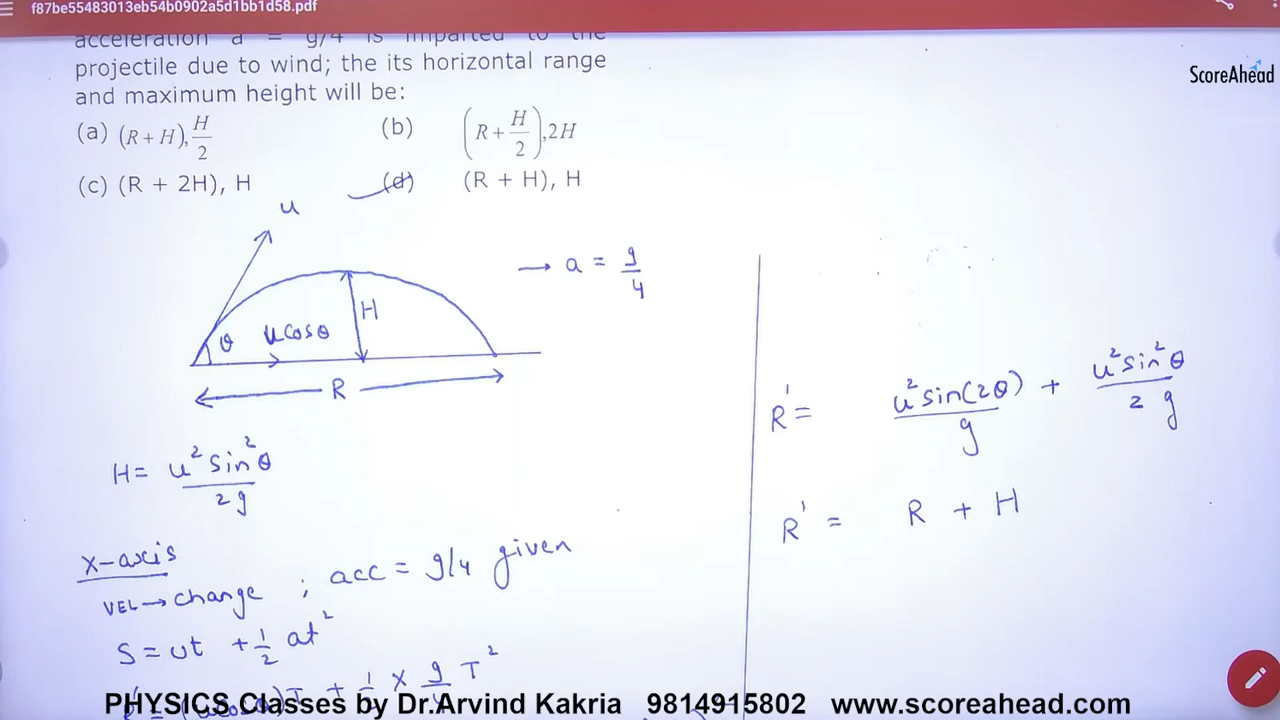 f87be55483013eb54b0902a5d1bb1d58.pdf
acceleration a = g/4 is imparted to the
projectile due to wind; the its horizontal range
and maximum height will be:
ScoreAhead
(a) (R+H), H/2
(b) (R + H/2), 2H
(c) (R + 2H), H
(d) (R + H), H
u
→ a = g/4
θ
u cosθ
H
R
H = u² sin²θ / 2g
R' = u² sin(2θ) / g + u² sin²θ / 2g
R' = R + H
x-axis
VEL → change ; acc = g/4 given
S = ut + 1/2 at²
PHYSICS Classes by Dr.Arvind Kakria 9814915802 www.scoreahead.com